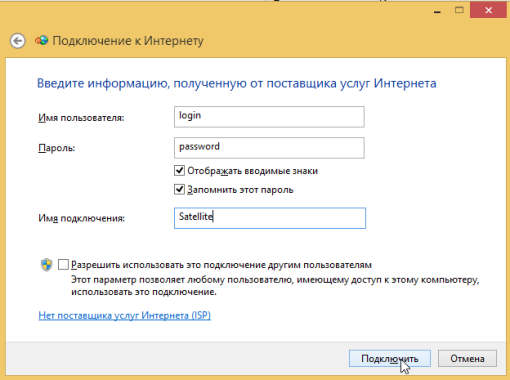 Подключение к Интернету
Введите информацию, полученную от поставщика услуг Интернета
Имя пользователя: login
Пароль: password
Отображать вводимые знаки
Запомнить этот пароль
Имя подключения: Satellite
Разрешить использовать это подключение другим пользователям
Этот параметр позволяет любому пользователю, имеющему доступ к этому компьютеру,
использовать это подключение.
Нет поставщика услуг Интернета (ISP)
Подключить Отмена